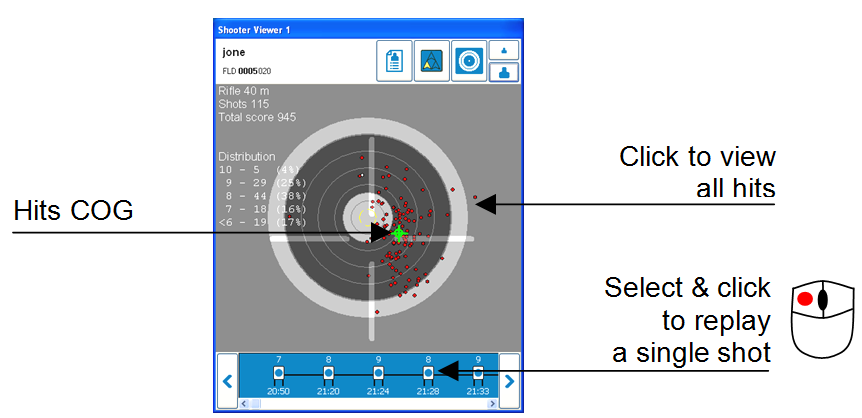 Shooter Viewer 1
jone
FLD 0005020
Rifle 40 m
Shots 115
Total score 945
Distribution
10 - 5 (4%)
9 - 29 (25%)
8 - 44 (38%)
7 - 18 (16%)
<6 - 19 (17%)
Click to view
all hits
Hits COG
Select & click
to replay
a single shot
7 8 9 8 9
20:50 21:20 21:24 21:28 21:33